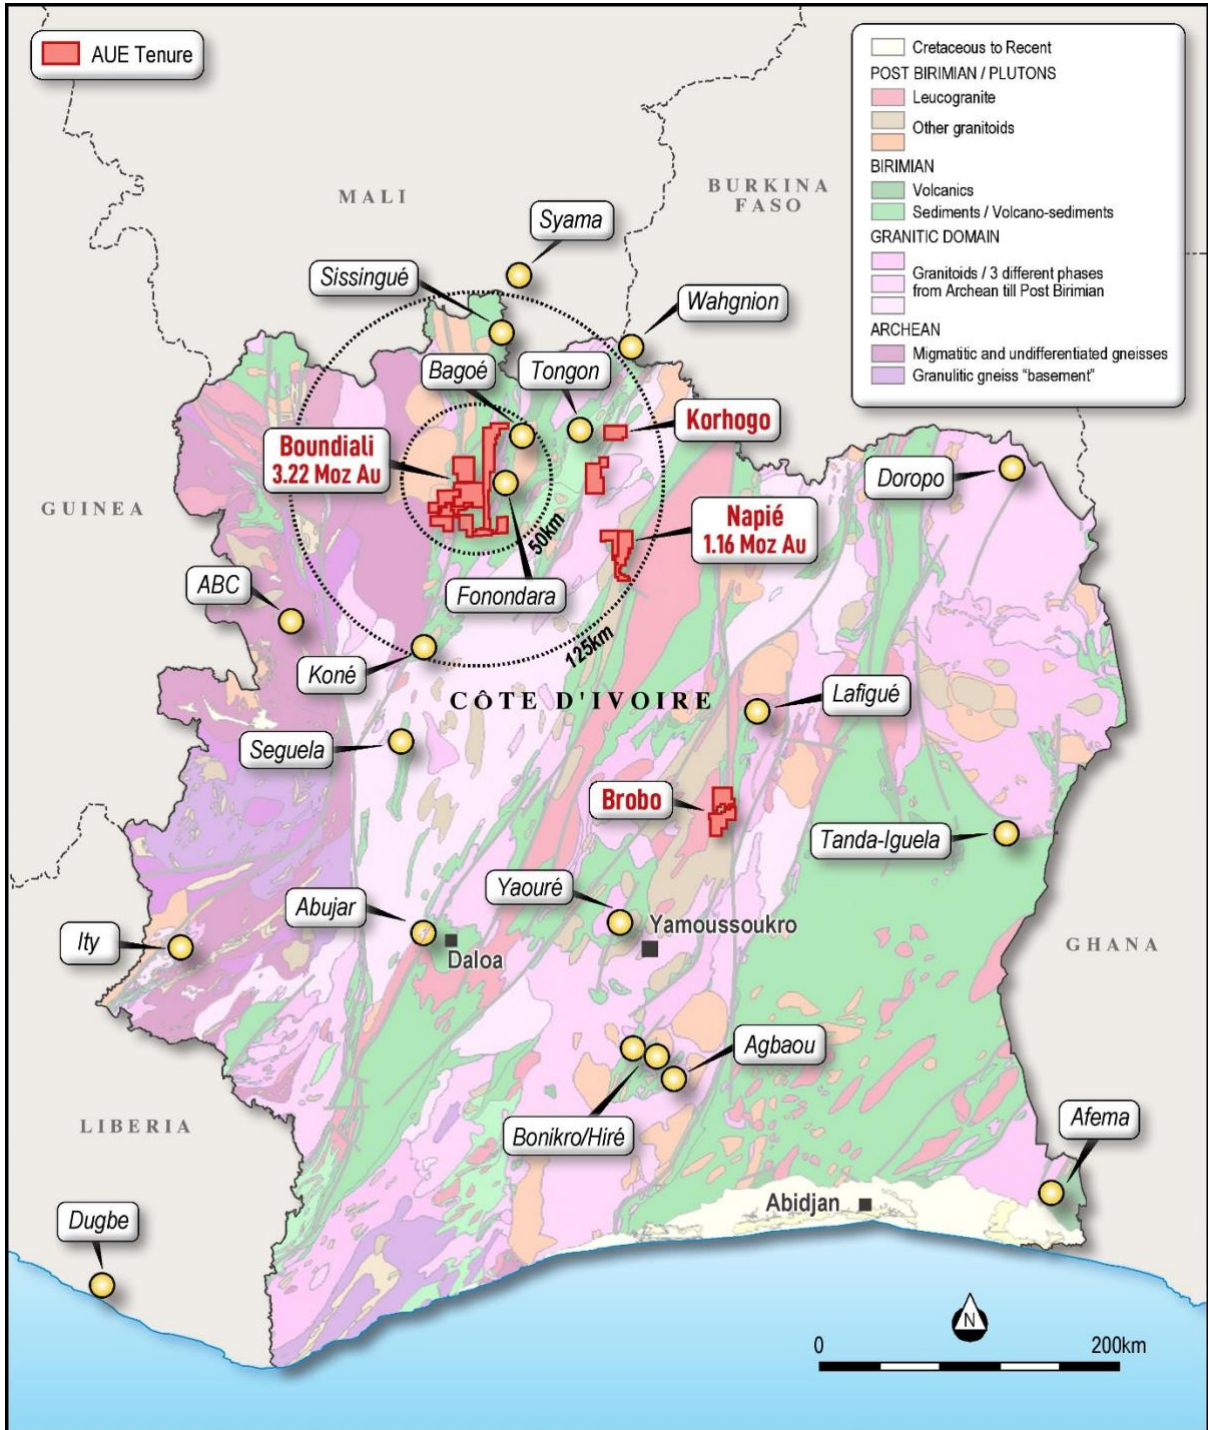 AUE Tenure
Cretaceous to Recent
POST BIRIMIAN / PLUTONS
Leucogranite
Other granitoids
BIRIMIAN
Volcanics
Sediments / Volcano-sediments
GRANITIC DOMAIN
Granitoids / 3 different phases
from Archean till Post Birimian
ARCHEAN
Migmatitic and undifferentiated gneisses
Granulitic gneiss “basement”
MALI
BURKINA
FASO
Syama
Sissingué
Wahgnion
Bagoé
Tongon
Korhogo
Boundiali
3.22 Moz Au
Doropo
GUINEA
Napié
1.16 Moz Au
50km
ABC
Fonondara
125km
Koné
CÔTE D'IVOIRE
Lafigué
Seguela
Brobo
Tanda-Iguela
Yaouré
Abujar
Yamoussoukro
Ity
Daloa
GHANA
Agbaou
LIBERIA
Bonikro/Hiré
Afema
Abidjan
Dugbe
N
0
200km